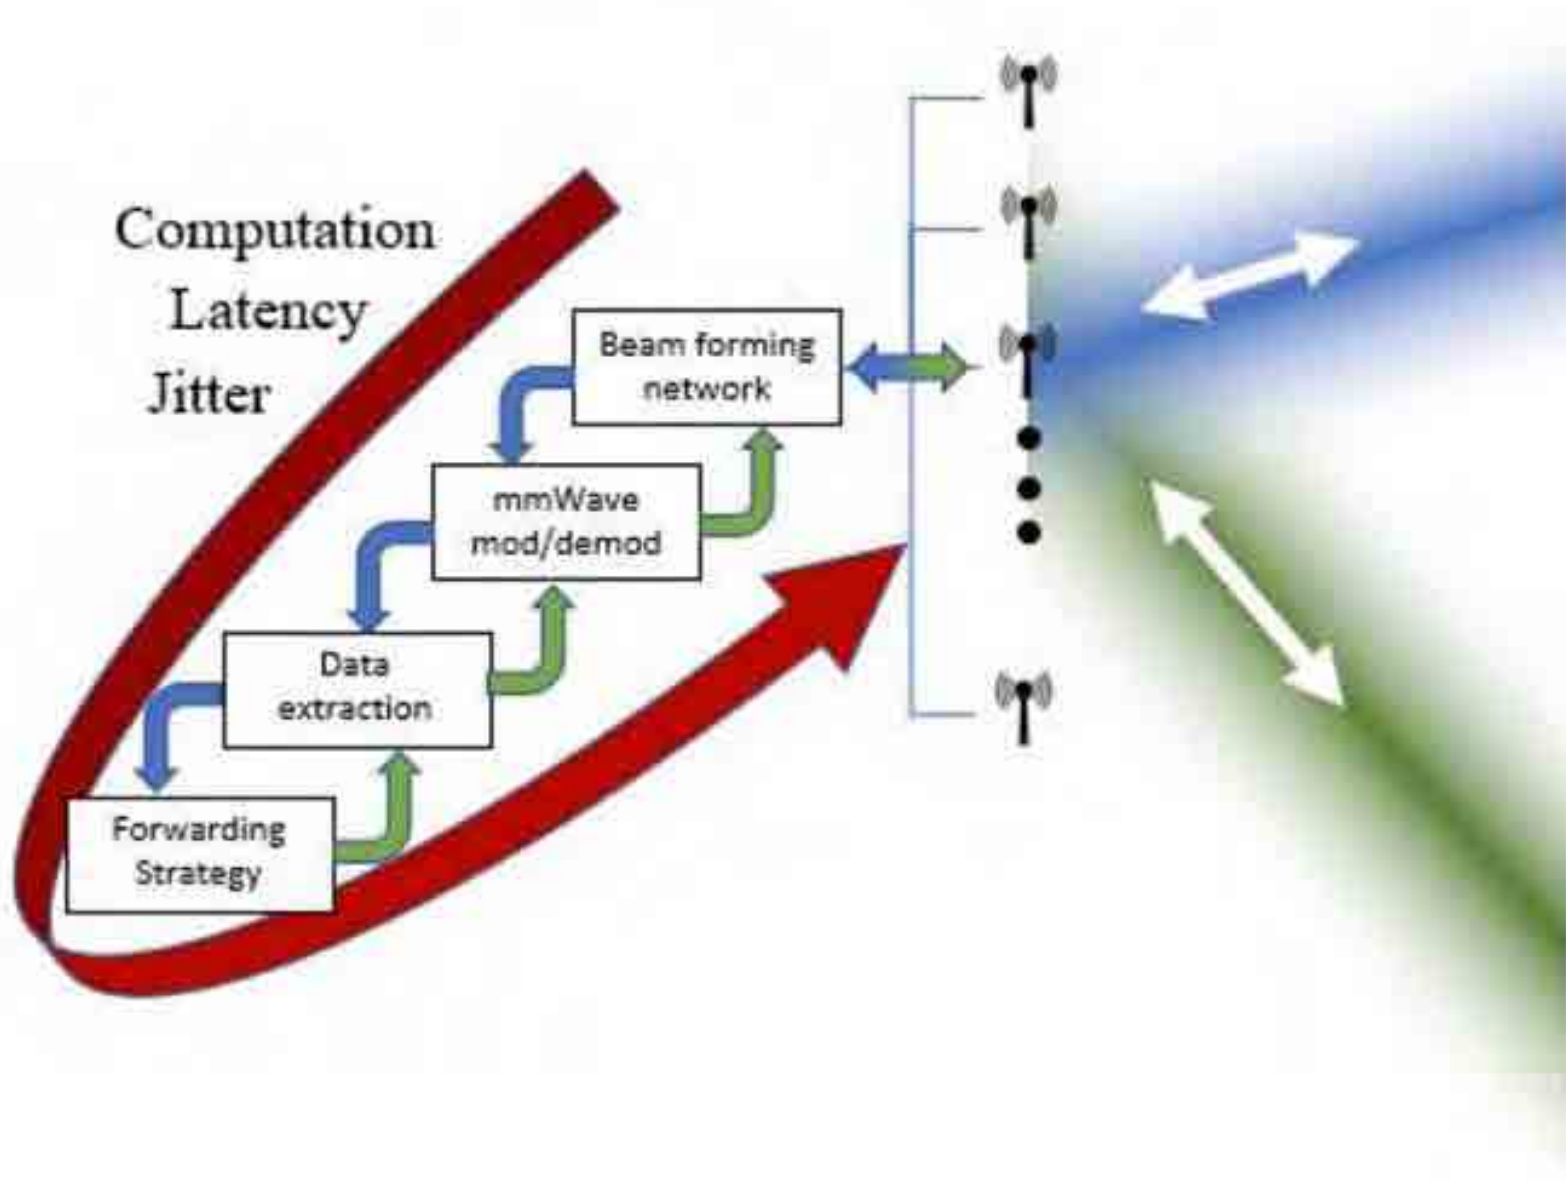 Computation
Latency
Jitter
Beam forming
network
mmWave
mod/demod
Data
extraction
Forwarding
Strategy